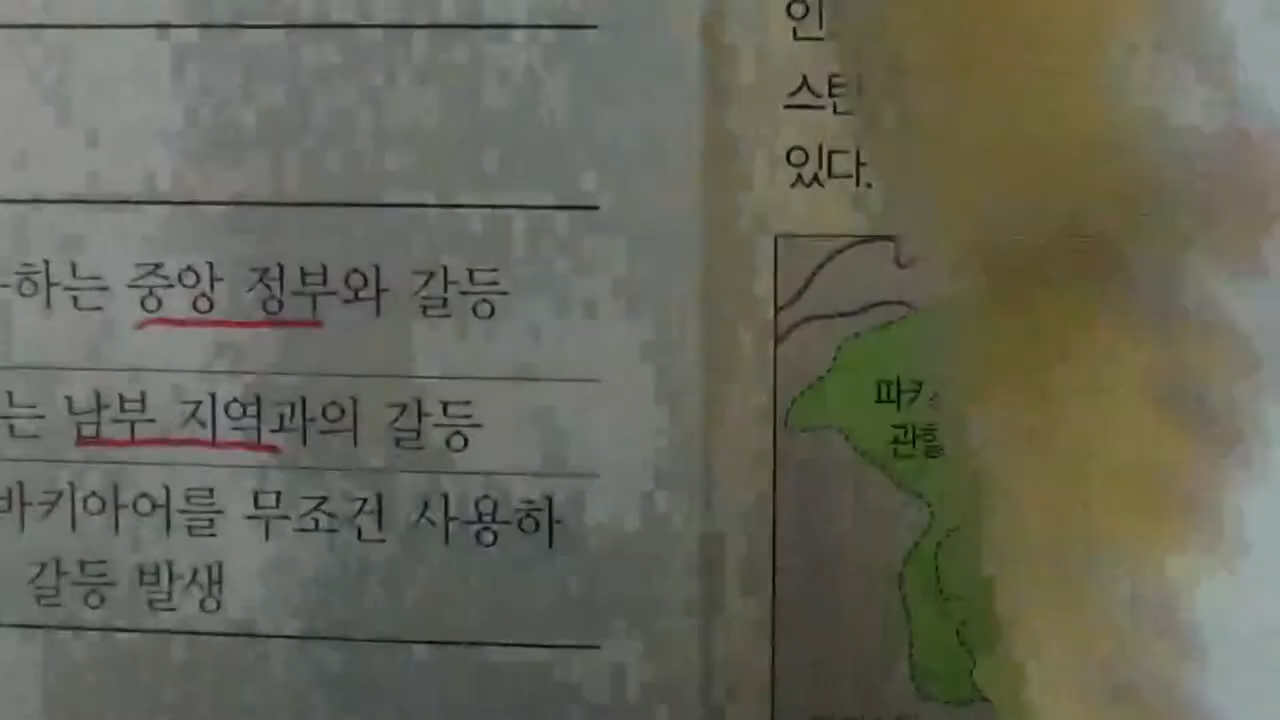 하는 중앙 정부와 갈등
는 남부 지역과의 갈등
바키아어를 무조건 사용하
갈등 발생
인
스탄
있다.
파키
관할